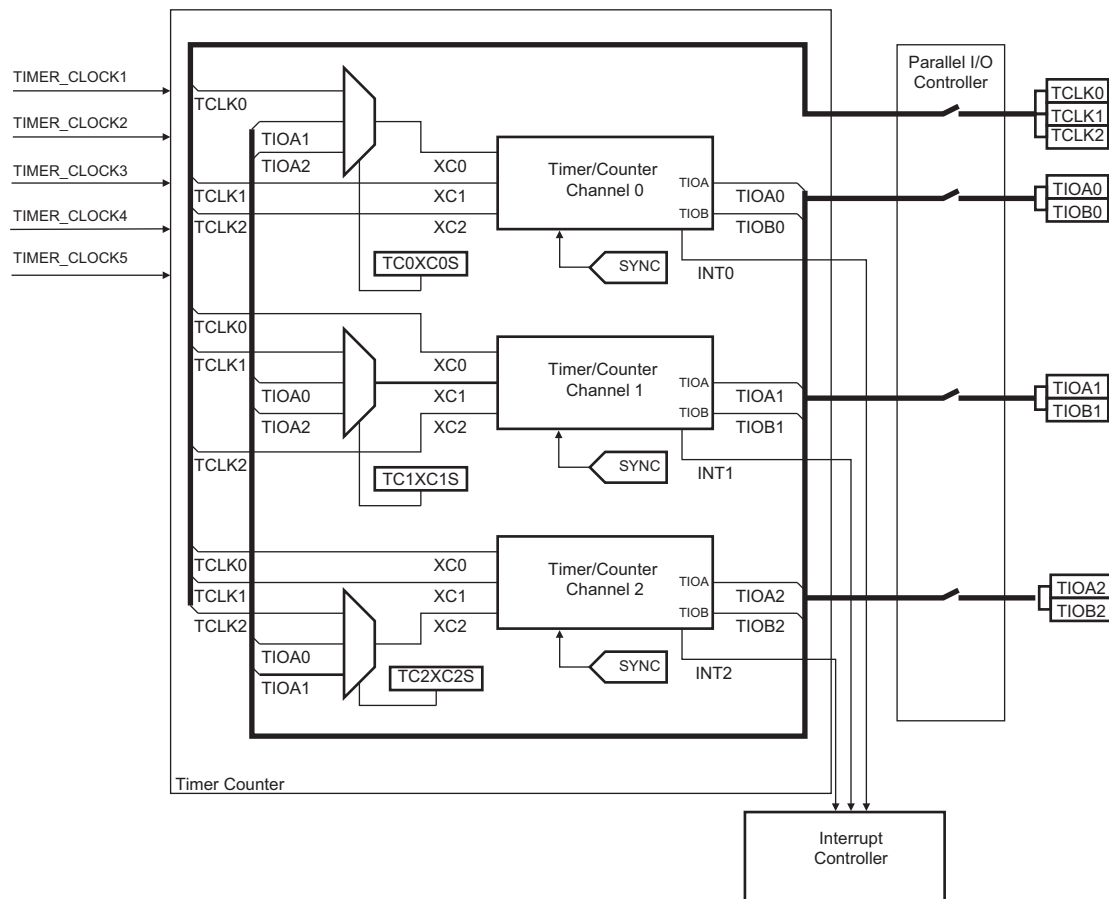 TIMER_CLOCK1
TIMER_CLOCK2
TIMER_CLOCK3
TIMER_CLOCK4
TIMER_CLOCK5
TCLK0
TIOA1
TIOA2
TCLK1
TCLK2
XC0
XC1
XC2
TC0XC0S
Timer/Counter
Channel 0
TIOA
TIOB
TIOA0
TIOB0
SYNC
INT0
TCLK0
TCLK1
TIOA0
TIOA2
TCLK2
XC0
XC1
XC2
TC1XC1S
Timer/Counter
Channel 1
TIOA
TIOB
TIOA1
TIOB1
SYNC
INT1
TCLK0
TCLK1
TCLK2
TIOA0
TIOA1
XC0
XC1
XC2
TC2XC2S
Timer/Counter
Channel 2
TIOA
TIOB
TIOA2
TIOB2
SYNC
INT2
Timer Counter
Parallel I/O
Controller
TCLK0
TCLK1
TCLK2
TIOA0
TIOB0
TIOA1
TIOB1
TIOA2
TIOB2
Interrupt
Controller